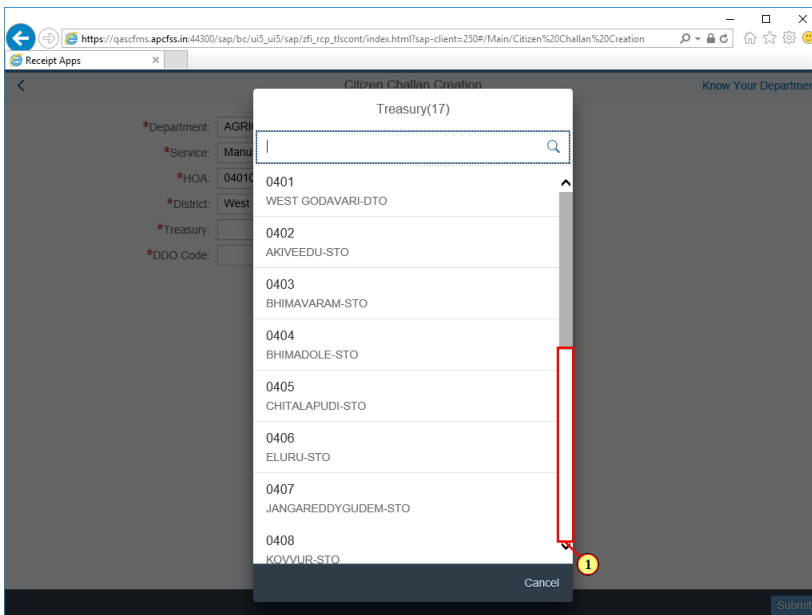 https://qascfms.apcfss.in:44300/sap/bc/ui5_ui5/sap/zfi_rcp_tlscont/index.html?sap-client=250#/Main/Citizen%20Challan%20Creation
Receipt Apps
Citizen Challan Creation
Know Your Departmen
Treasury(17)
*Department: AGRI
*Service: Manu
*HOA: 0401
*District: West
*Treasury:
*DDO Code:
0401
WEST GODAVARI-DTO
0402
AKIVEEDU-STO
0403
BHIMAVARAM-STO
0404
BHIMADOLE-STO
0405
CHITALAPUDI-STO
0406
ELURU-STO
0407
JANGAREDDYGUDEM-STO
0408
KOVVUR-STO
1
Cancel
Submit